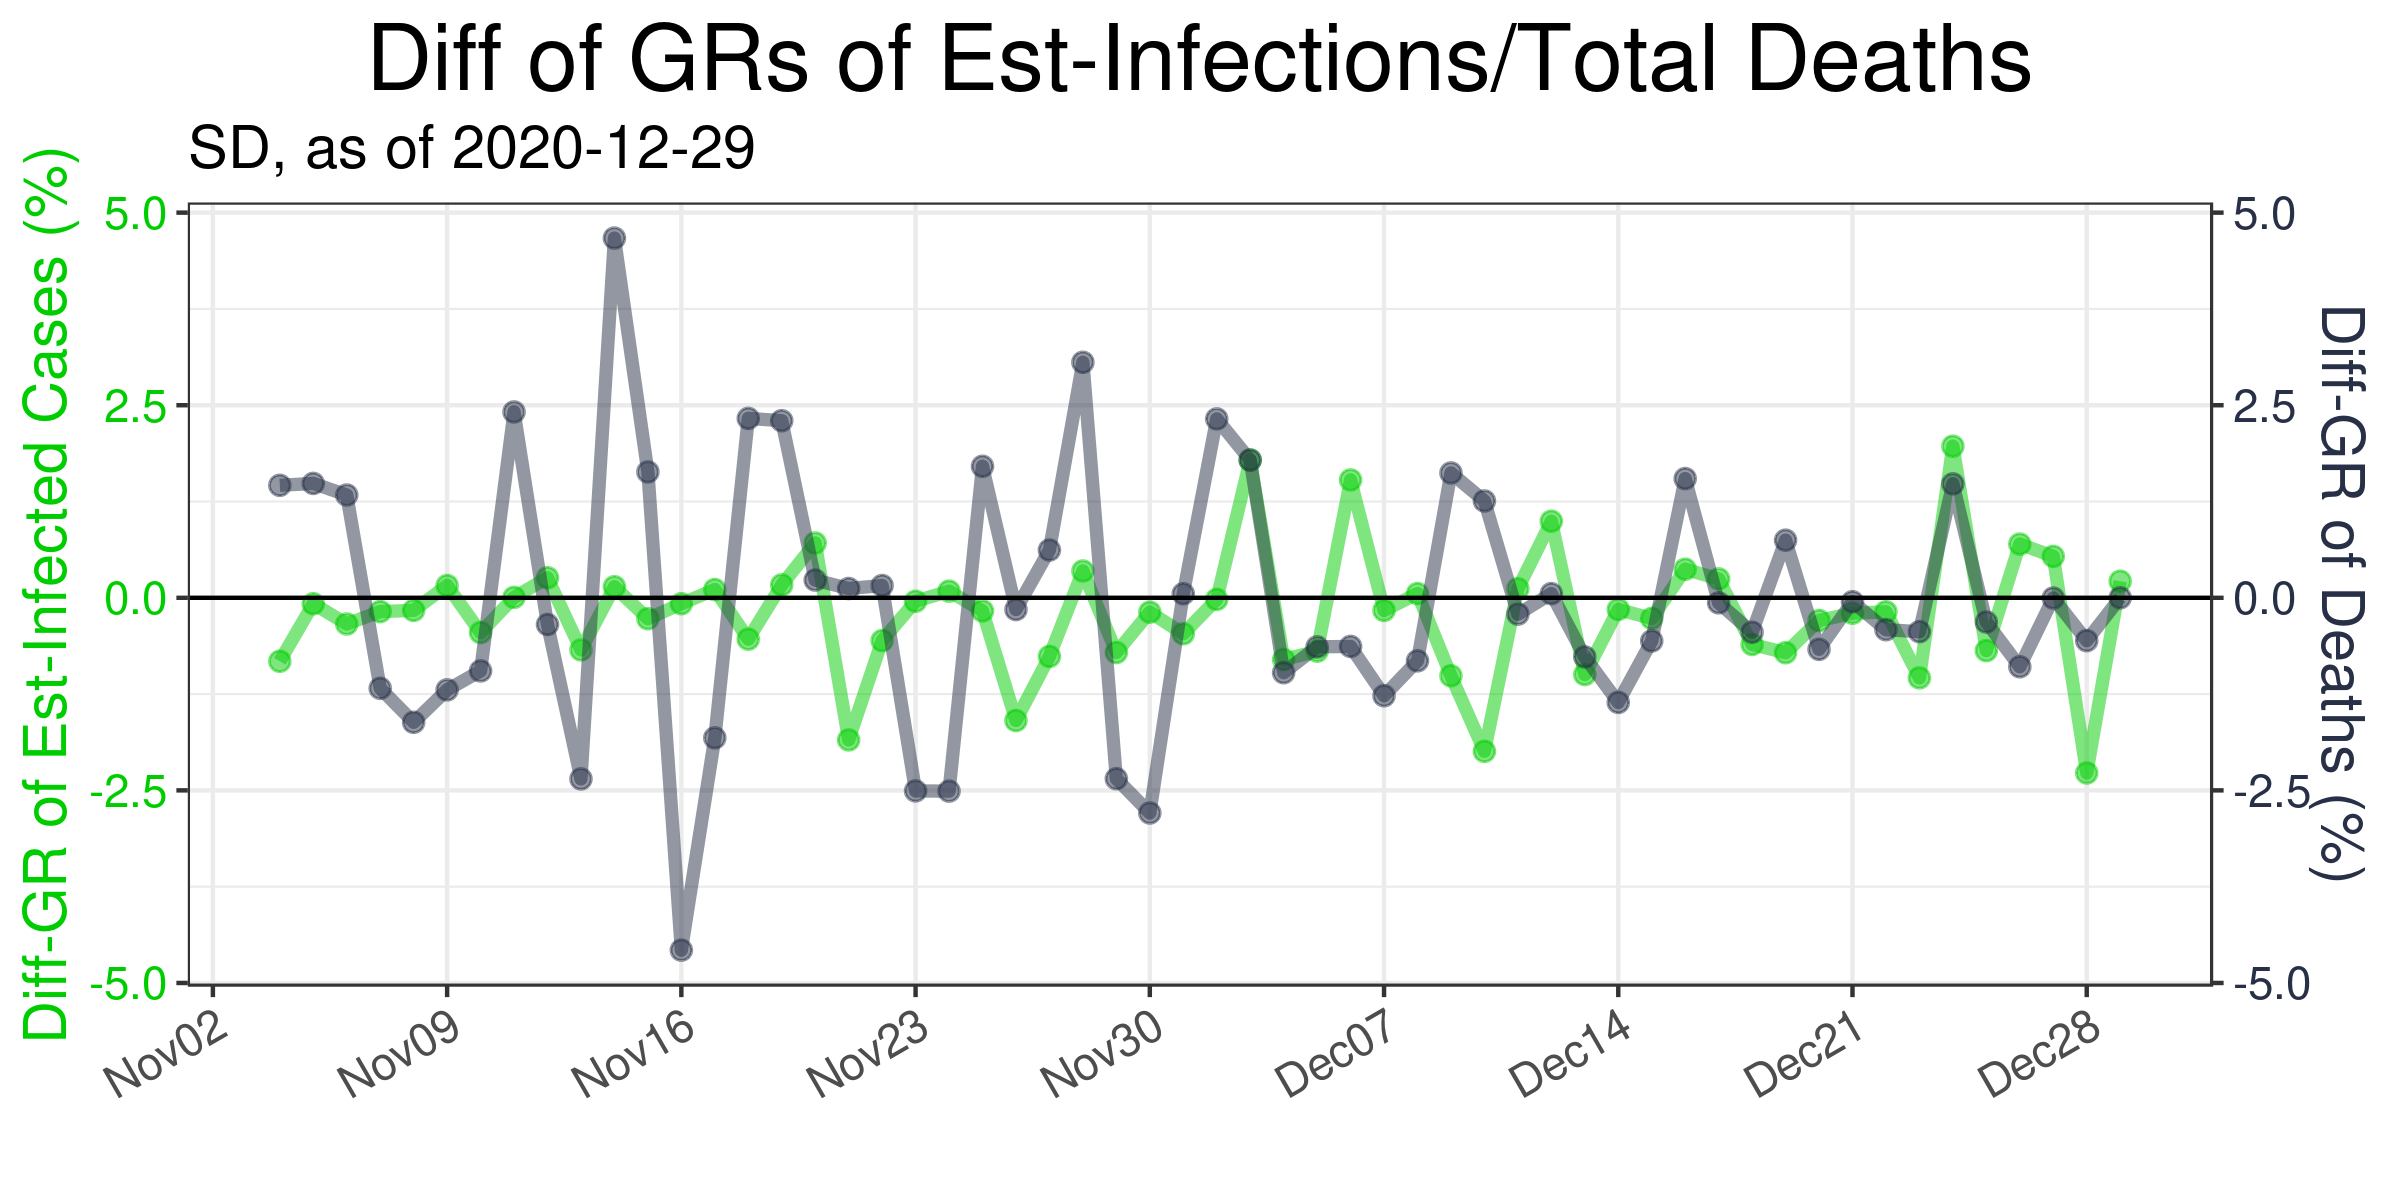 Diff of GRs of Est-Infections/Total Deaths
SD, as of 2020-12-29
Diff-GR of Est-Infected Cases (%)
5.0
2.5
0.0
-2.5
-5.0
5.0
2.5
0.0
-2.5
-5.0
Diff-GR of Deaths (%)
Nov02
Nov09
Nov16
Nov23
Nov30
Dec07
Dec14
Dec21
Dec28